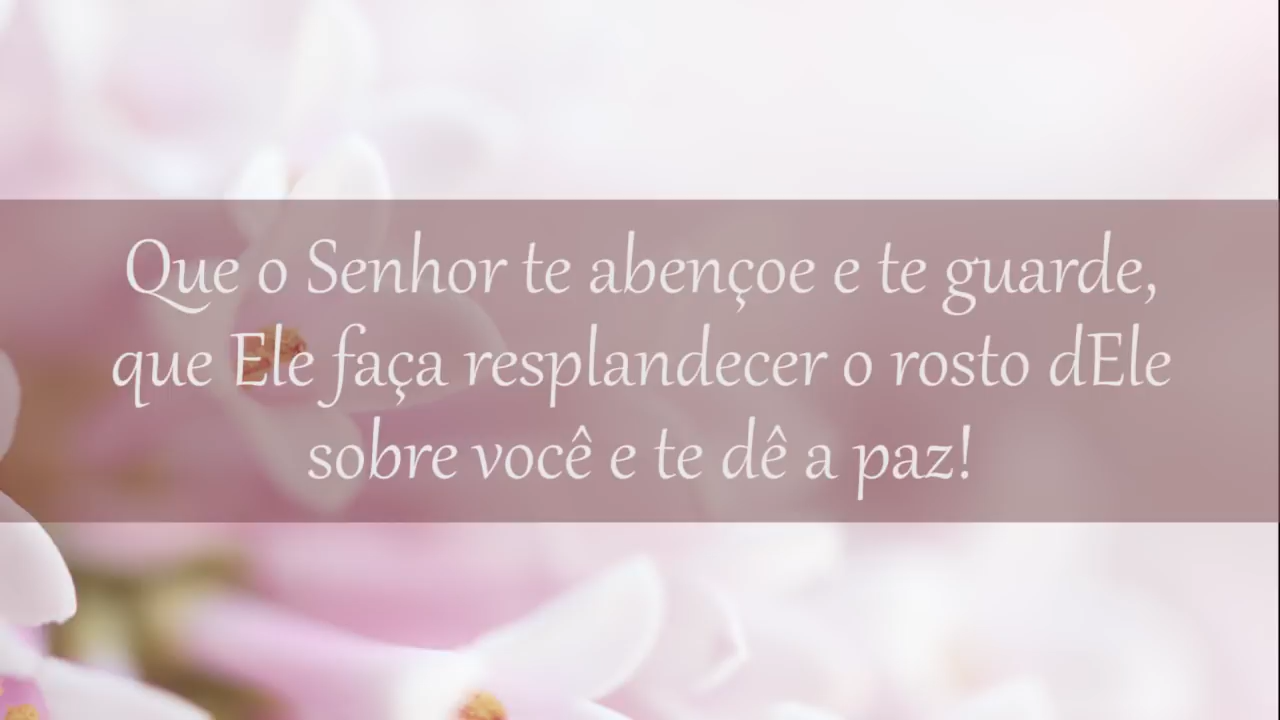 Que o Senhor te abençoe e te guarde,
que Ele faça resplandecer o rosto dEle
sobre você e te dê a paz!